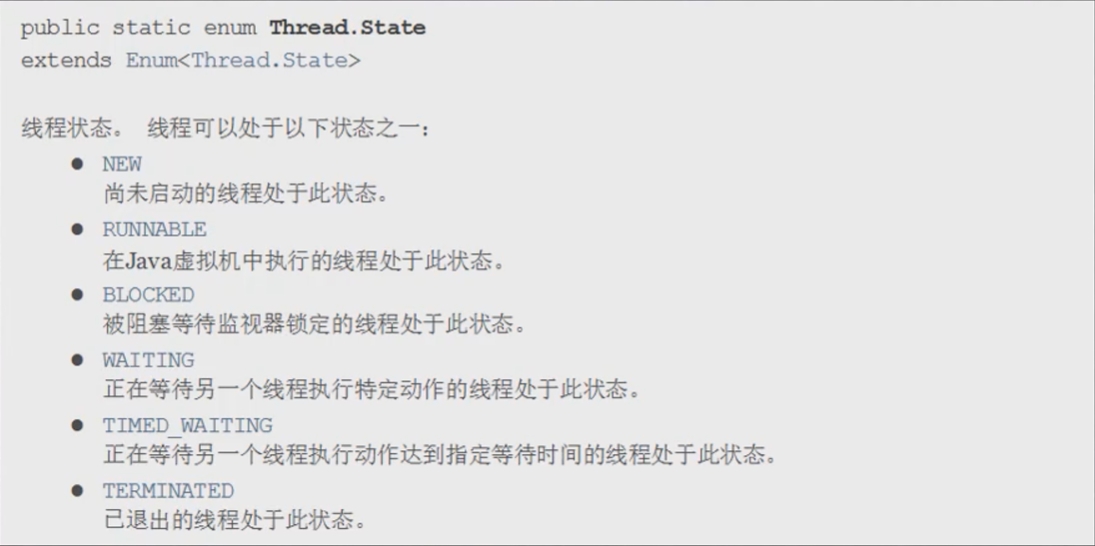 public static enum Thread.State
extends Enum<Thread.State>
线程状态。 线程可以处于以下状态之一：
● NEW
尚未启动的线程处于此状态。
● RUNNABLE
在Java虚拟机中执行的线程处于此状态。
● BLOCKED
被阻塞等待监视器锁定的线程处于此状态。
● WAITING
正在等待另一个线程执行特定动作的线程处于此状态。
● TIMED_WAITING
正在等待另一个线程执行动作达到指定等待时间的线程处于此状态。
● TERMINATED
已退出的线程处于此状态。